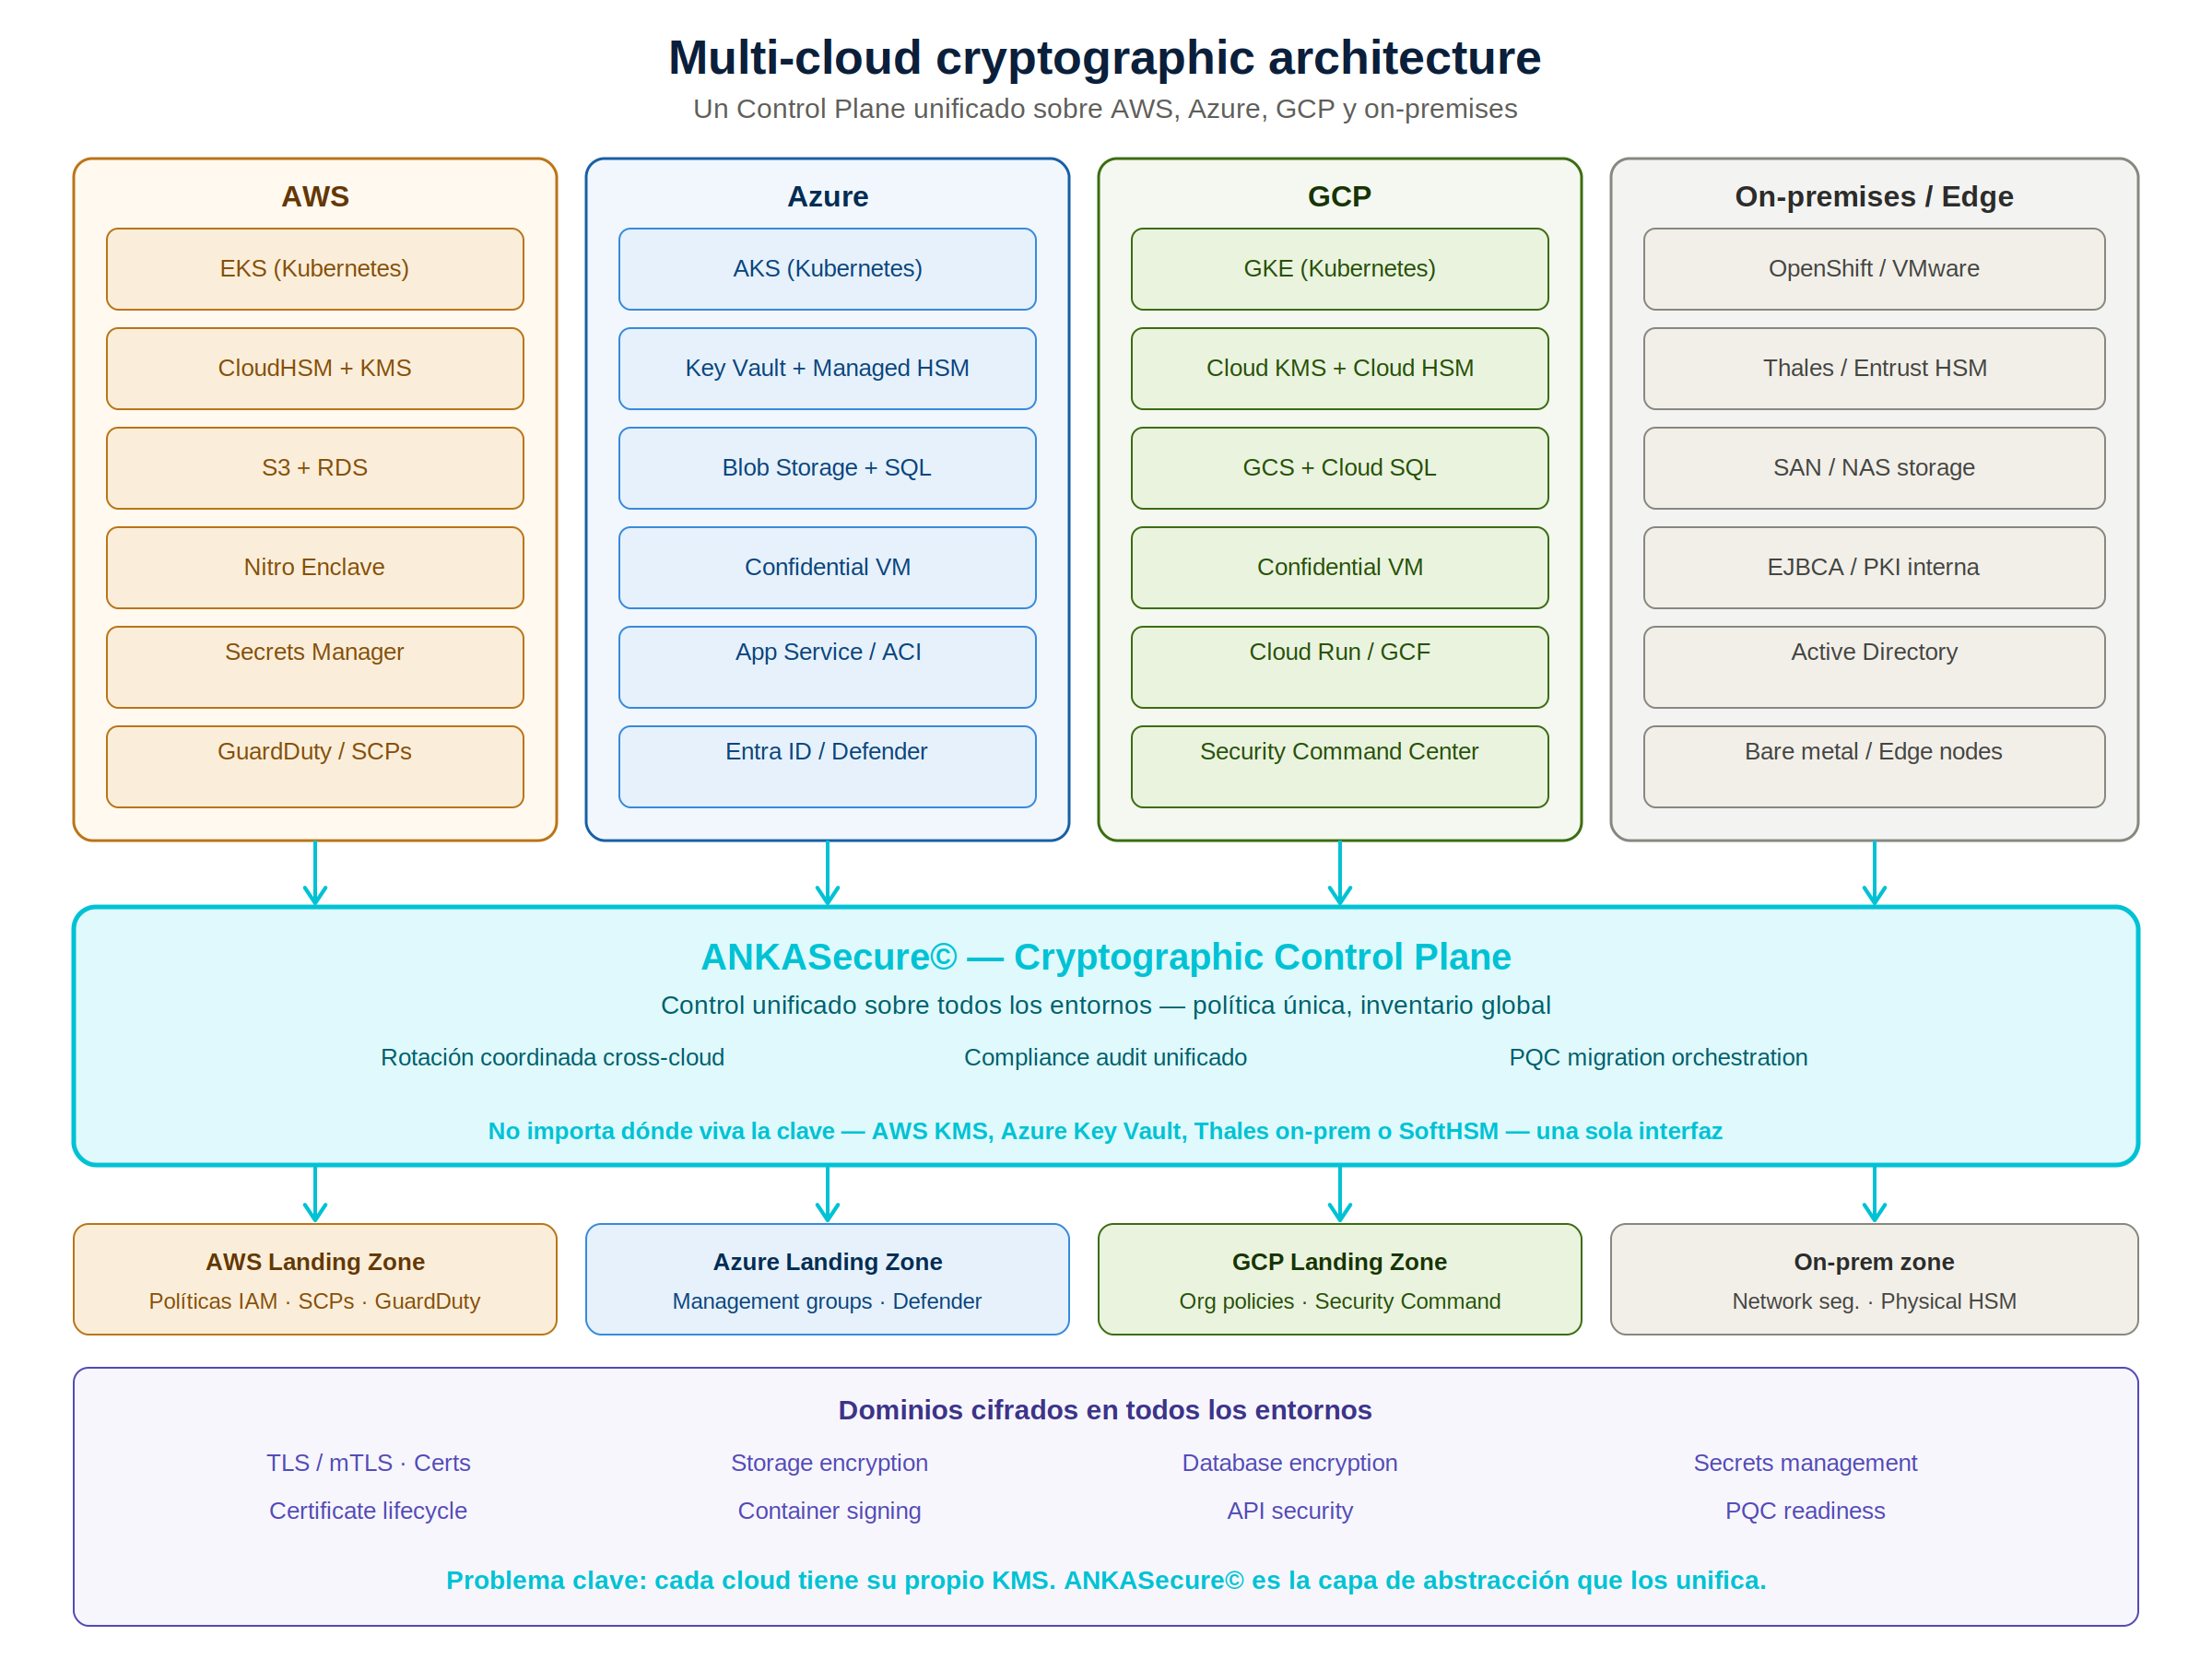 Multi-cloud cryptographic architecture
Un Control Plane unificado sobre AWS, Azure, GCP y on-premises
AWS
EKS (Kubernetes)
CloudHSM + KMS
S3 + RDS
Nitro Enclave
Secrets Manager
GuardDuty / SCPs
Azure
AKS (Kubernetes)
Key Vault + Managed HSM
Blob Storage + SQL
Confidential VM
App Service / ACI
Entra ID / Defender
GCP
GKE (Kubernetes)
Cloud KMS + Cloud HSM
GCS + Cloud SQL
Confidential VM
Cloud Run / GCF
Security Command Center
On-premises / Edge
OpenShift / VMware
Thales / Entrust HSM
SAN / NAS storage
EJBCA / PKI interna
Active Directory
Bare metal / Edge nodes
ANKASecure© — Cryptographic Control Plane
Control unificado sobre todos los entornos — política única, inventario global
Rotación coordinada cross-cloud
Compliance audit unificado
PQC migration orchestration
No importa dónde viva la clave — AWS KMS, Azure Key Vault, Thales on-prem o SoftHSM — una sola interfaz
AWS Landing Zone
Políticas IAM · SCPs · GuardDuty
Azure Landing Zone
Management groups · Defender
GCP Landing Zone
Org policies · Security Command
On-prem zone
Network seg. · Physical HSM
Dominios cifrados en todos los entornos
TLS / mTLS · Certs
Storage encryption
Database encryption
Secrets management
Certificate lifecycle
Container signing
API security
PQC readiness
Problema clave: cada cloud tiene su propio KMS. ANKASecure© es la capa de abstracción que los unifica.